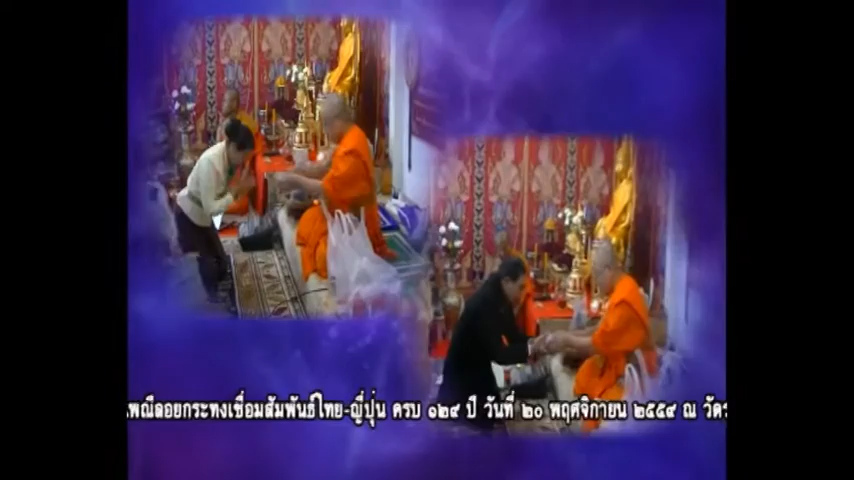 เพณีลอยกระทงเชื่อมสัมพันธ์ไทย-ญี่ปุ่น ครบ ๑๒๔ ปี วันที่ ๒๐ พฤศจิกายน ๒๕๕๔ ณ วัด